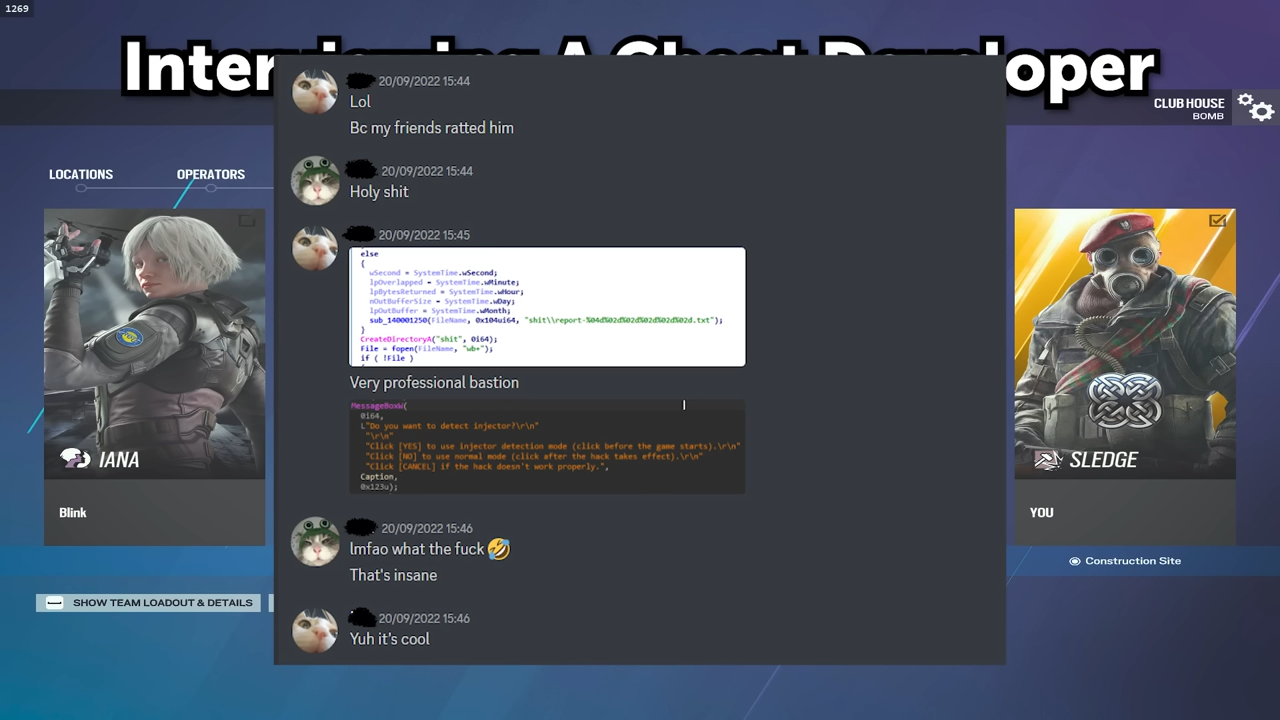 1269
Inter
oper
CLUB HOUSE
BOMB
LOCATIONS
OPERATORS
IANA
Blink
SHOW TEAM LOADOUT & DETAILS
20/09/2022 15:44
Lol
Bc my friends ratted him
20/09/2022 15:44
Holy shit
20/09/2022 15:45
else
{
wSecond = SystemTime.wSecond;
lpOverlapped = SystemTime.wMinute;
lpBytesReturned = SystemTime.wHour;
nOutBufferSize = SystemTime.wDay;
lpOutBuffer = SystemTime.wMonth;
sub_140001250(FileName, 0x104ui64, "shit\\report-%04d%02d%02d%02d%02d%02d.txt");
}
CreateDirectoryA("shit", 0i64);
File = fopen(FileName, "wb+");
if ( !File )
Very professional bastion
MessageBoxW(
0i64,
L"Do you want to detect injector?\r\n"
"\r\n"
"Click [YES] to use injector detection mode (click before the game starts).\r\n"
"Click [NO] to use normal mode (click after the hack takes effect).\r\n"
"Click [CANCEL] if the hack doesn't work properly.",
Caption,
0x123u);
20/09/2022 15:46
lmfao what the fuck 🤣
That's insane
20/09/2022 15:46
Yuh it's cool
SLEDGE
YOU
Construction Site